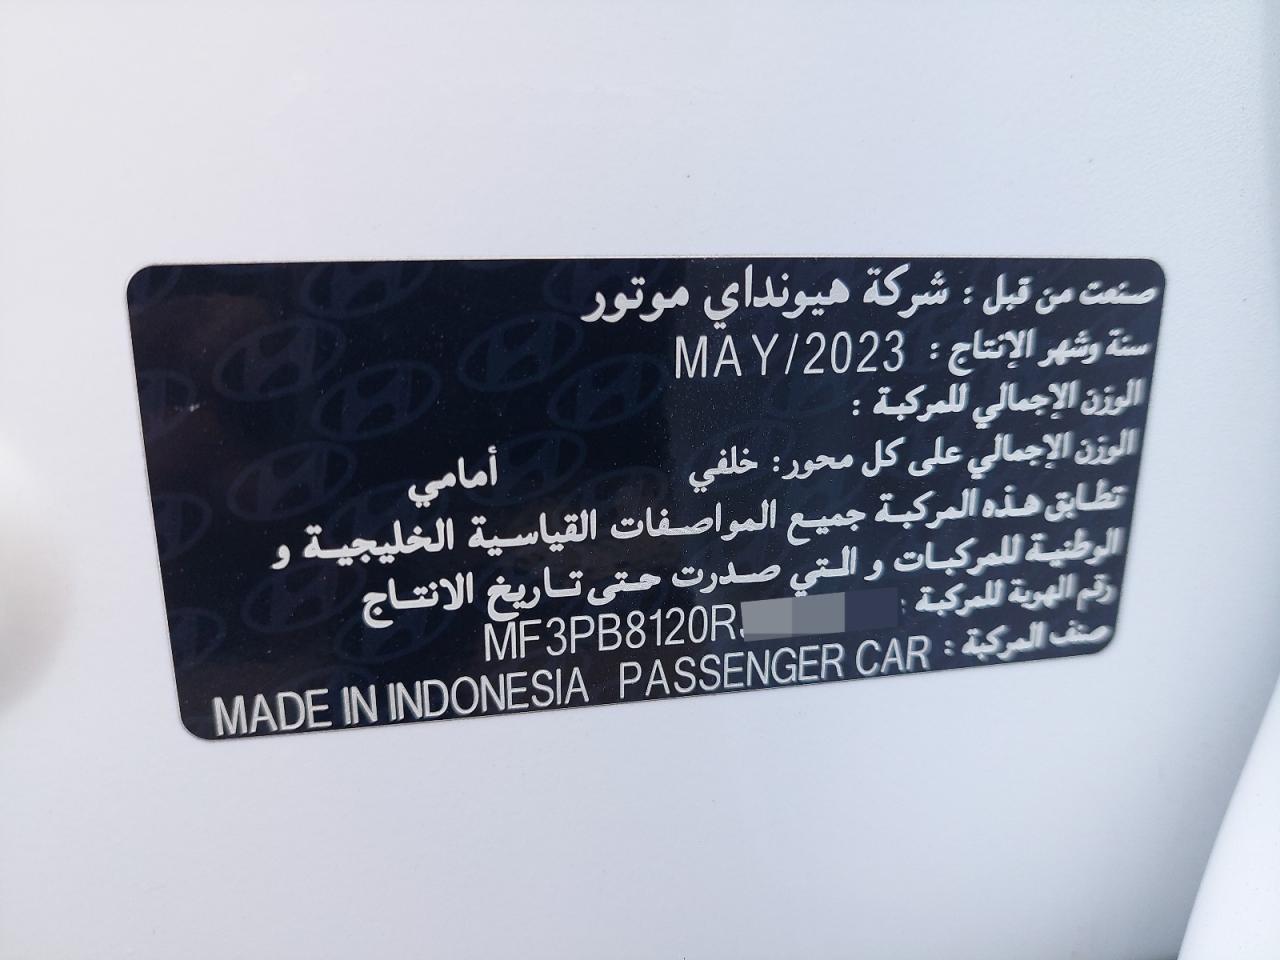 صنعت من قبل : شركة هيونداي موتور
سنة وشهر الإنتاج : MAY/2023
الوزن الإجمالي للمركبة :
الوزن الإجمالي على كل محور: خلفي أمامي
تطابق هذه المركبة جميع المواصفات القياسية الخليجية و
الوطنية للمركبات و التي صدرت حتى تاريخ الانتاج
رقم الهوية للمركبة : MF3PB8120R
صنف المركبة : PASSENGER CAR MADE IN INDONESIA